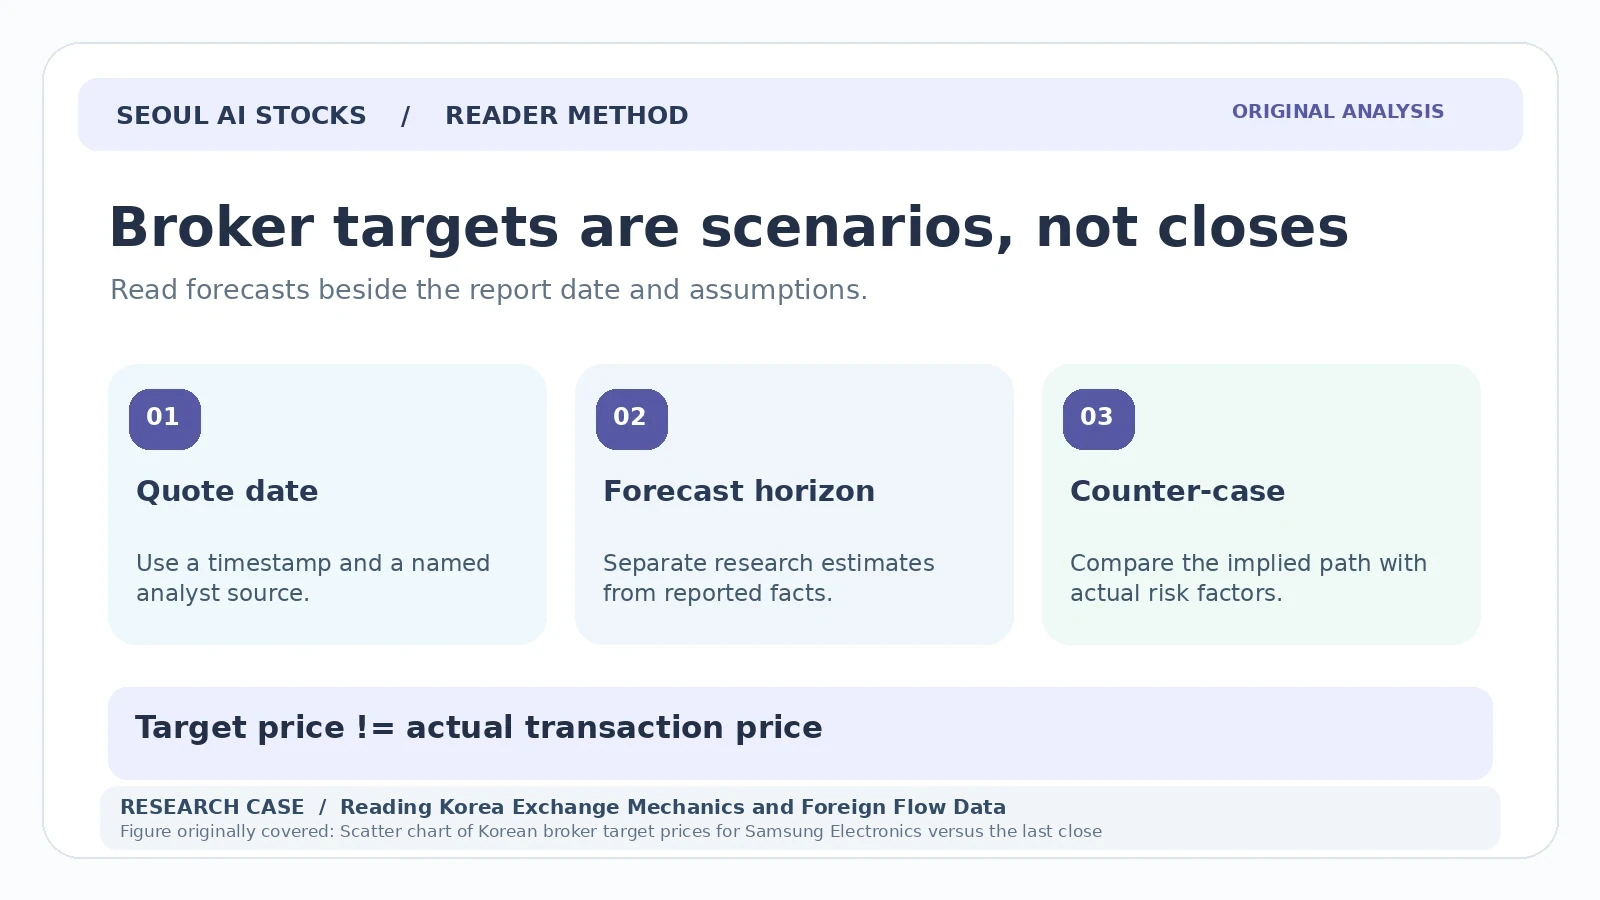 SEOUL AI STOCKS / READER METHOD
ORIGINAL ANALYSIS
Broker targets are scenarios, not closes
Read forecasts beside the report date and assumptions.
01
Quote date
Use a timestamp and a named
analyst source.
02
Forecast horizon
Separate research estimates
from reported facts.
03
Counter-case
Compare the implied path with
actual risk factors.
Target price != actual transaction price
RESEARCH CASE / Reading Korea Exchange Mechanics and Foreign Flow Data
Figure originally covered: Scatter chart of Korean broker target prices for Samsung Electronics versus the last close